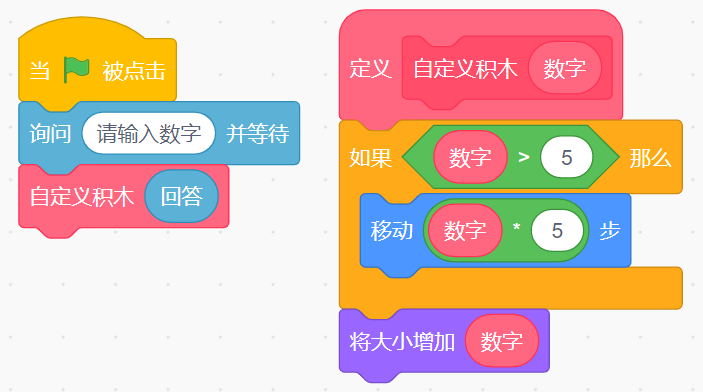 当 被点击
询问 请输入数字 并等待
自定义积木 回答
定义 自定义积木 数字
如果 数字 > 5 那么
移动 数字 * 5 步
将大小增加 数字